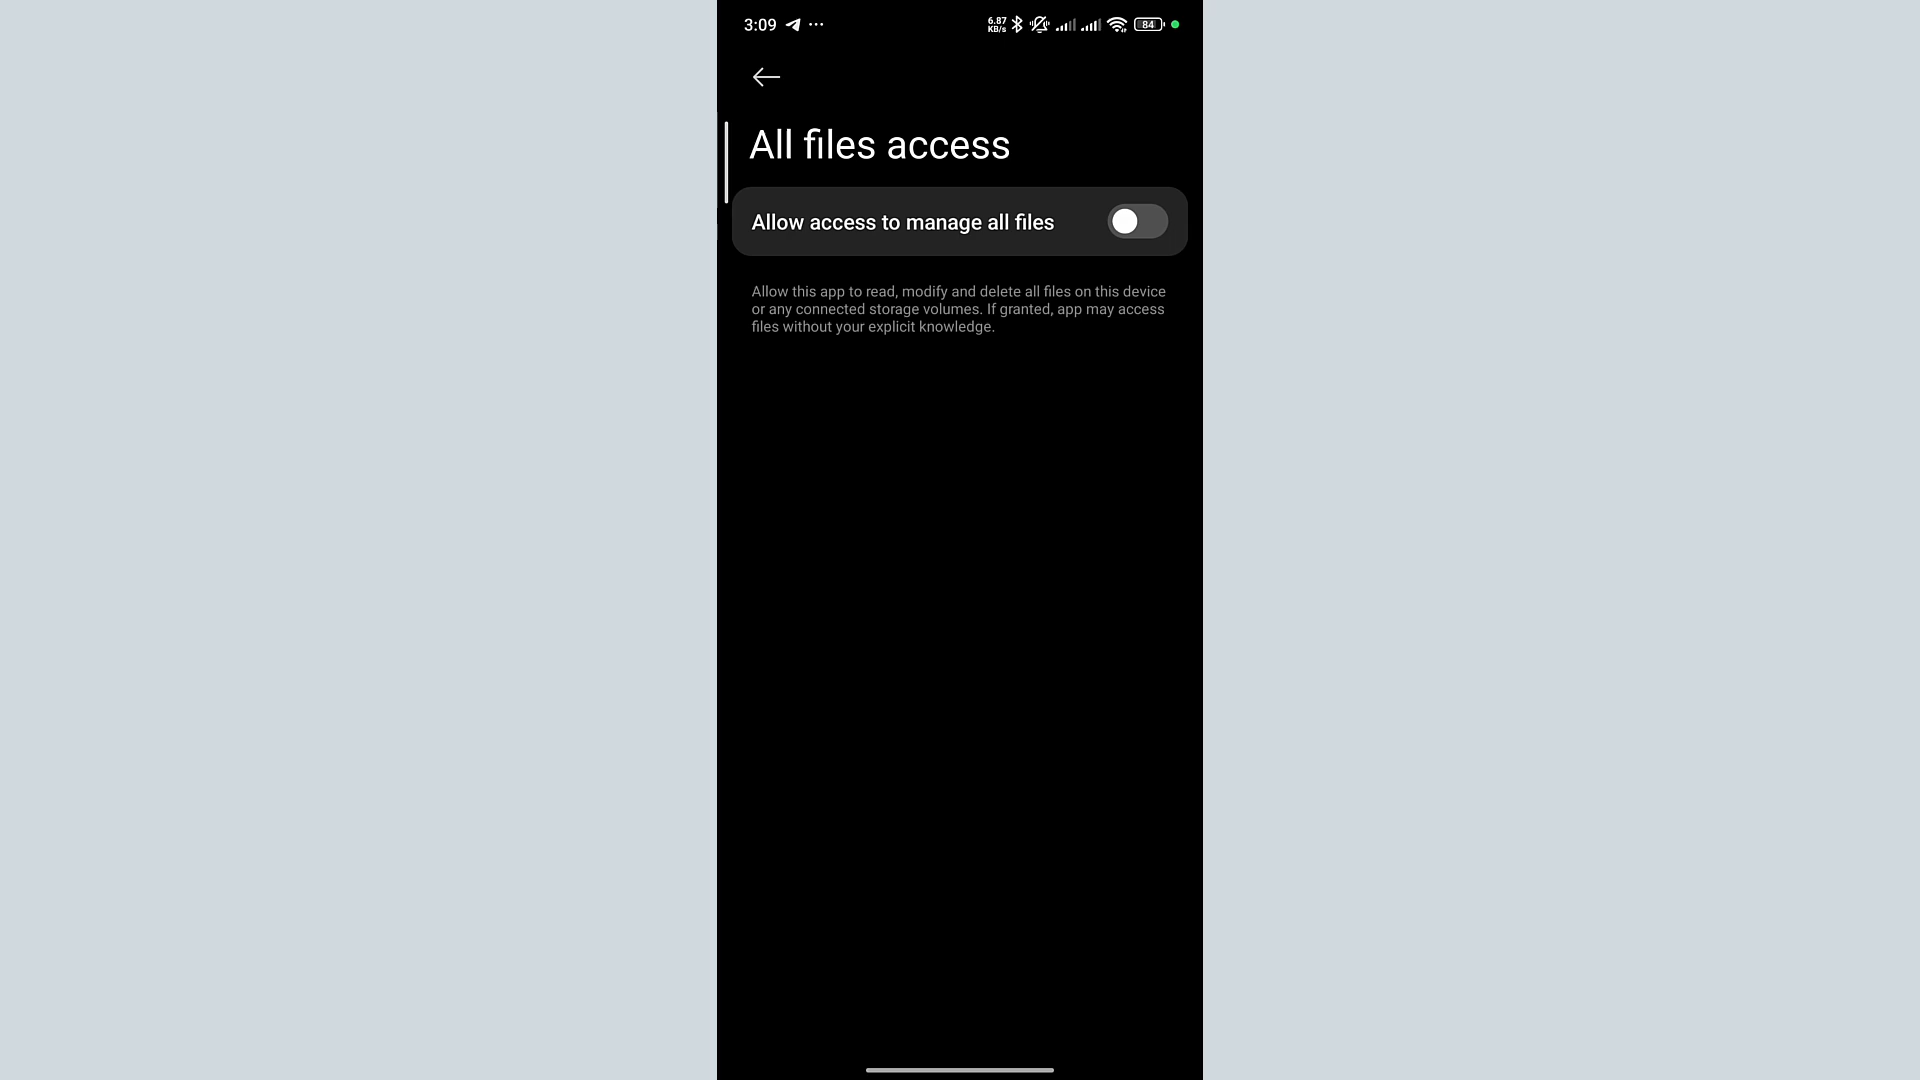 3:09 ...
6.87
KB/s
84
All files access
Allow access to manage all files
Allow this app to read, modify and delete all files on this device
or any connected storage volumes. If granted, app may access
files without your explicit knowledge.